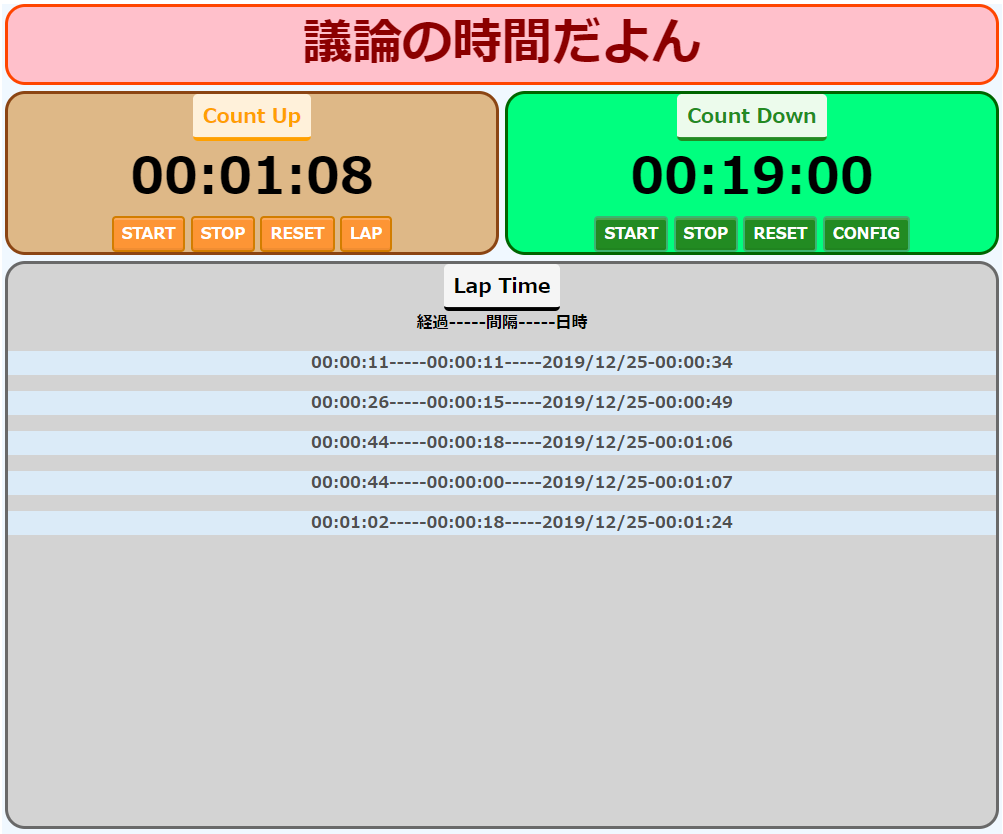 議論の時間だよん
Count Up
00:01:08
START STOP RESET LAP
Count Down
00:19:00
START STOP RESET CONFIG
Lap Time
経過-----間隔-----日時
00:00:11-----00:00:11-----2019/12/25-00:00:34
00:00:26-----00:00:15-----2019/12/25-00:00:49
00:00:44-----00:00:18-----2019/12/25-00:01:06
00:00:44-----00:00:00-----2019/12/25-00:01:07
00:01:02-----00:00:18-----2019/12/25-00:01:24